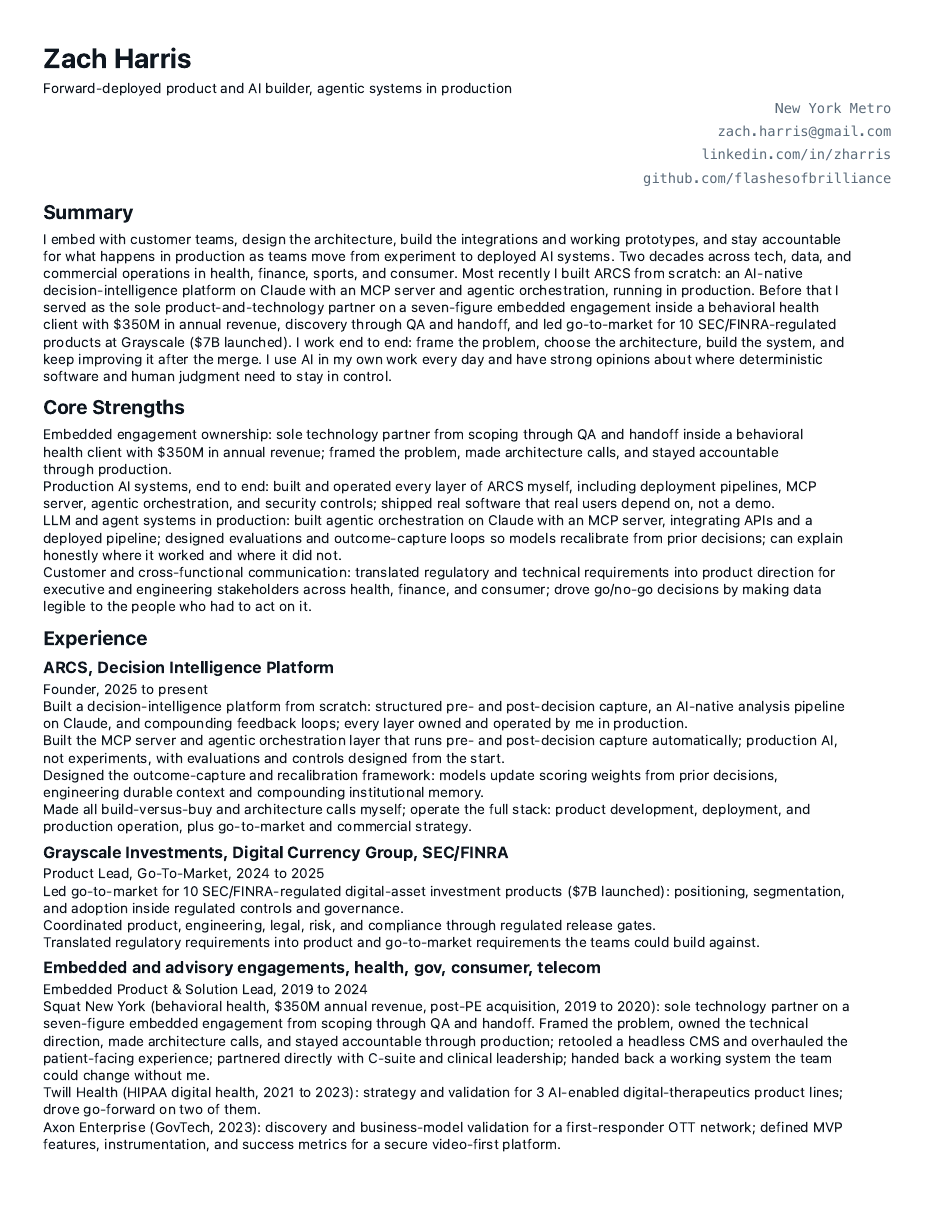 Zach Harris
Forward-deployed product and AI builder, agentic systems in production
New York Metro
zach.harris@gmail.com
linkedin.com/in/zharris
github.com/flashesofbrilliance
Summary
I embed with customer teams, design the architecture, build the integrations and working prototypes, and stay accountable
for what happens in production as teams move from experiment to deployed AI systems. Two decades across tech, data, and
commercial operations in health, finance, sports, and consumer. Most recently I built ARCS from scratch: an AI-native
decision-intelligence platform on Claude with an MCP server and agentic orchestration, running in production. Before that I
served as the sole product-and-technology partner on a seven-figure embedded engagement inside a behavioral health
client with $350M in annual revenue, discovery through QA and handoff, and led go-to-market for 10 SEC/FINRA-regulated
products at Grayscale ($7B launched). I work end to end: frame the problem, choose the architecture, build the system, and
keep improving it after the merge. I use AI in my own work every day and have strong opinions about where deterministic
software and human judgment need to stay in control.
Core Strengths
Embedded engagement ownership: sole technology partner from scoping through QA and handoff inside a behavioral
health client with $350M in annual revenue; framed the problem, made architecture calls, and stayed accountable
through production.
Production AI systems, end to end: built and operated every layer of ARCS myself, including deployment pipelines, MCP
server, agentic orchestration, and security controls; shipped real software that real users depend on, not a demo.
LLM and agent systems in production: built agentic orchestration on Claude with an MCP server, integrating APIs and a
deployed pipeline; designed evaluations and outcome-capture loops so models recalibrate from prior decisions; can explain
honestly where it worked and where it did not.
Customer and cross-functional communication: translated regulatory and technical requirements into product direction for
executive and engineering stakeholders across health, finance, and consumer; drove go/no-go decisions by making data
legible to the people who had to act on it.
Experience
ARCS, Decision Intelligence Platform
Founder, 2025 to present
Built a decision-intelligence platform from scratch: structured pre- and post-decision capture, an AI-native analysis pipeline
on Claude, and compounding feedback loops; every layer owned and operated by me in production.
Built the MCP server and agentic orchestration layer that runs pre- and post-decision capture automatically; production AI,
not experiments, with evaluations and controls designed from the start.
Designed the outcome-capture and recalibration framework: models update scoring weights from prior decisions,
engineering durable context and compounding institutional memory.
Made all build-versus-buy and architecture calls myself; operate the full stack: product development, deployment, and
production operation, plus go-to-market and commercial strategy.
Grayscale Investments, Digital Currency Group, SEC/FINRA
Product Lead, Go-To-Market, 2024 to 2025
Led go-to-market for 10 SEC/FINRA-regulated digital-asset investment products ($7B launched): positioning, segmentation,
and adoption inside regulated controls and governance.
Coordinated product, engineering, legal, risk, and compliance through regulated release gates.
Translated regulatory requirements into product and go-to-market requirements the teams could build against.
Embedded and advisory engagements, health, gov, consumer, telecom
Embedded Product & Solution Lead, 2019 to 2024
Squat New York (behavioral health, $350M annual revenue, post-PE acquisition, 2019 to 2020): sole technology partner on a
seven-figure embedded engagement from scoping through QA and handoff. Framed the problem, owned the technical
direction, made architecture calls, and stayed accountable through production; retooled a headless CMS and overhauled the
patient-facing experience; partnered directly with C-suite and clinical leadership; handed back a working system the team
could change without me.
Twill Health (HIPAA digital health, 2021 to 2023): strategy and validation for 3 AI-enabled digital-therapeutics product lines;
drove go-forward on two of them.
Axon Enterprise (GovTech, 2023): discovery and business-model validation for a first-responder OTT network; defined MVP
features, instrumentation, and success metrics for a secure video-first platform.